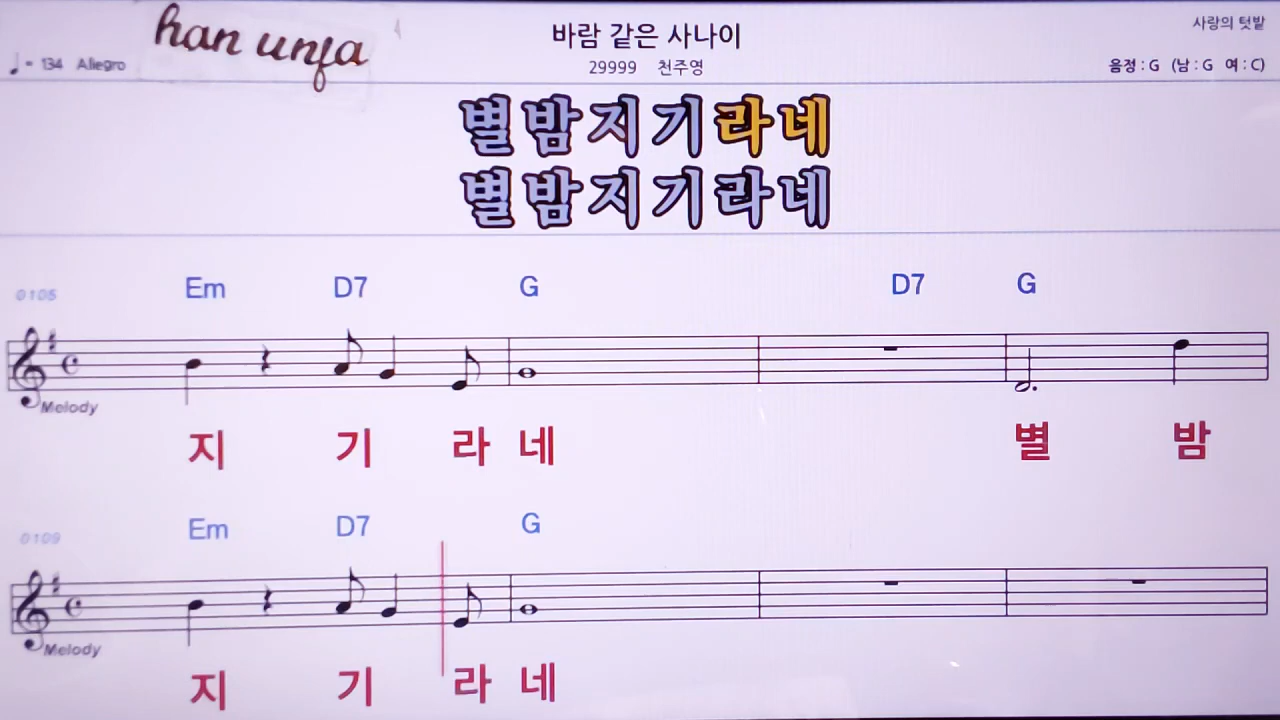 han unfa
바람 같은 사나이
사랑의 텃밭
♩ = 134 Allegro
29999 천주영
음정 : G (남 : G 여 : C)
별밤지기라네
별밤지기라네
0105 Em D7 G D7 G
Melody
지 기 라 네 별 밤
0109 Em D7 G
Melody
지 기 라 네